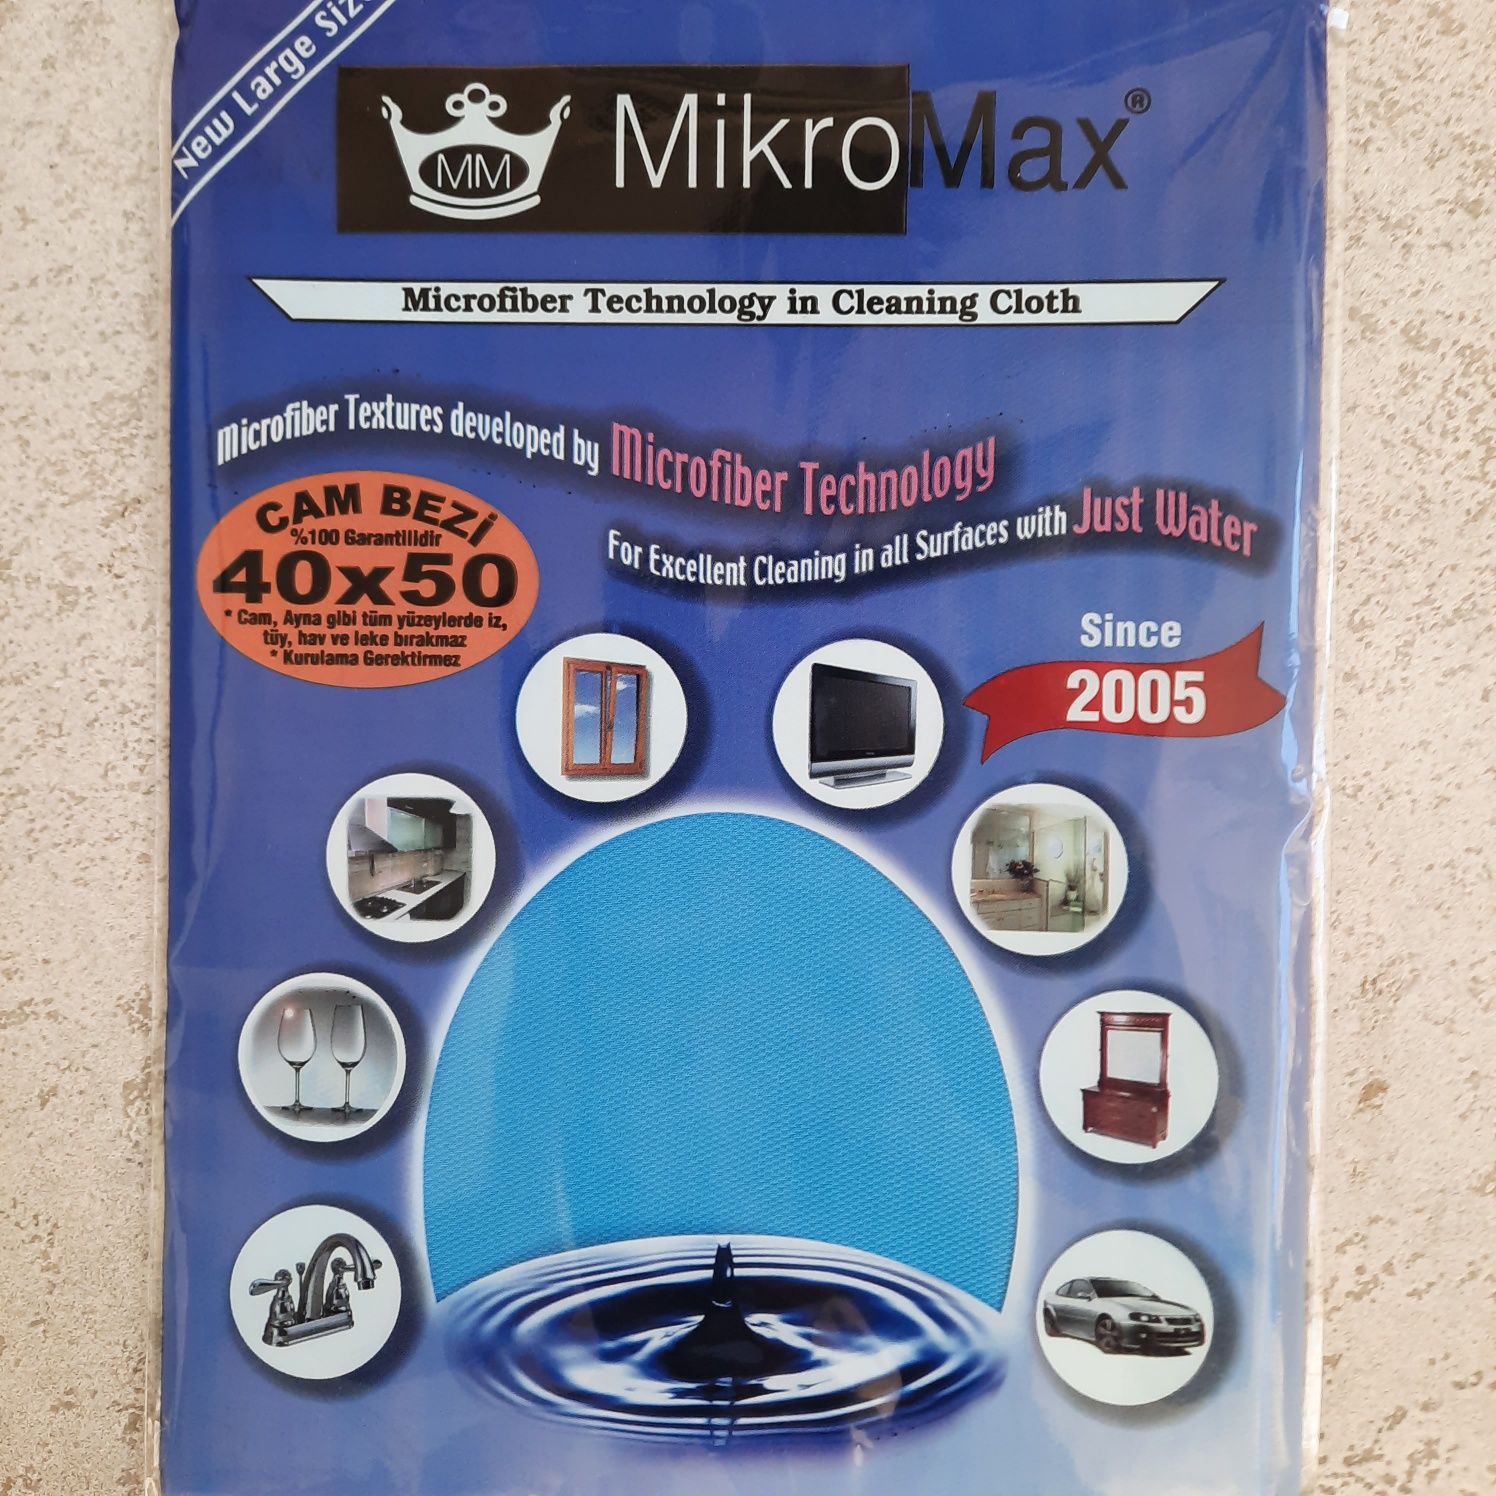 New Large Size
MM
MikroMax®
Microfiber Technology in Cleaning Cloth
Microfiber Textures developed by Microfiber Technology
For Excellent Cleaning in all Surfaces with Just Water
CAM BEZİ
%100 Garantilidir
40x50
* Cam, Ayna gibi tüm yüzeylerde iz,
tüy, hav ve leke bırakmaz
* Kurulama Gerektirmez
Since
2005